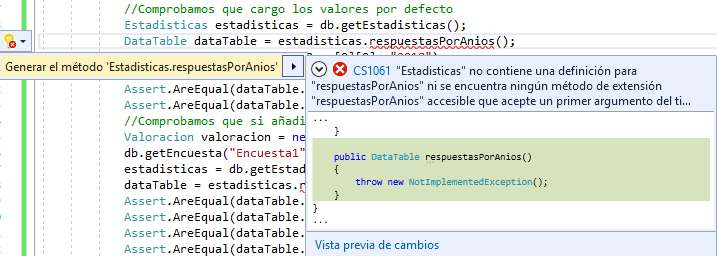 //Comprobamos que cargo los valores por defecto
Estadisticas estadisticas = db.getEstadisticas();
DataTable dataTable = estadisticas.respuestasPorAnios();
Generar el método 'Estadisticas.respuestasPorAnios'
CS1061 "Estadisticas" no contiene una definición para
"respuestasPorAnios" ni se encuentra ningún método de extensión
"respuestasPorAnios" accesible que acepte un primer argumento del ti...
Assert.AreEqual(dataTable.
Assert.AreEqual(dataTable.
//Comprobamos que si añadi
Valoracion valoracion = ne
db.getEncuesta("Encuesta1"
estadisticas = db.getEstad
dataTable = estadisticas.r
Assert.AreEqual(dataTable.
Assert.AreEqual(dataTable.
Assert.AreEqual(dataTable.
Assert.AreEqual(dataTable.
...
}
public DataTable respuestasPorAnios()
{
throw new NotImplementedException();
}
}
...
Vista previa de cambios